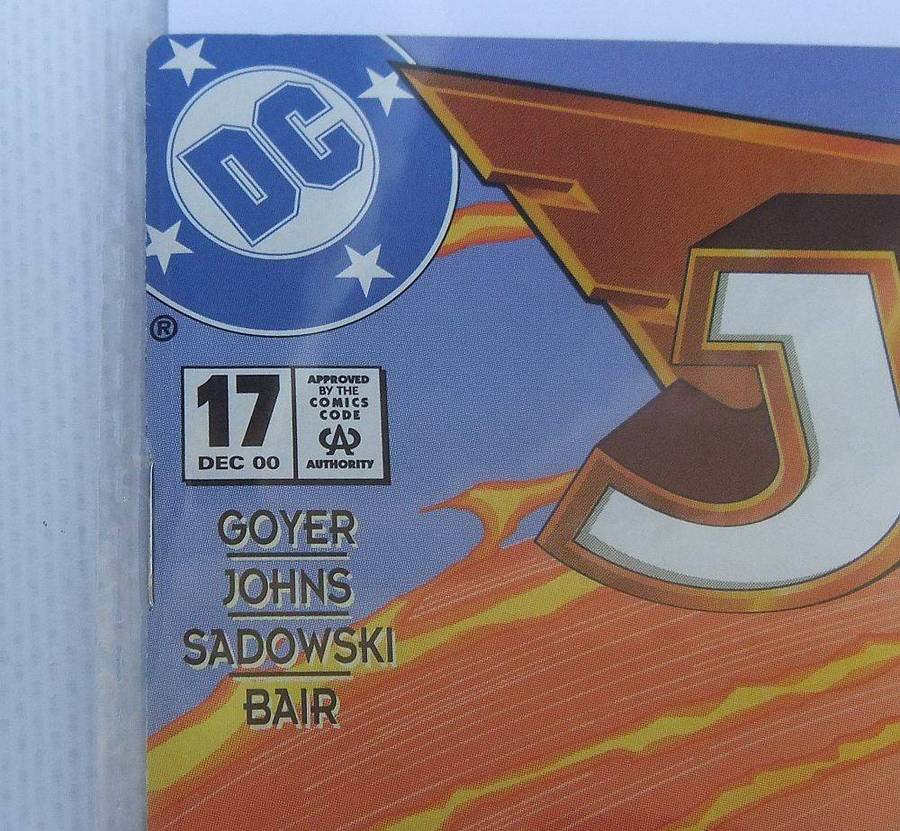 DC
®
17
DEC 00
APPROVED
BY THE
COMICS
CODE
CA
AUTHORITY
GOYER
JOHNS
SADOWSKI
BAIR
J